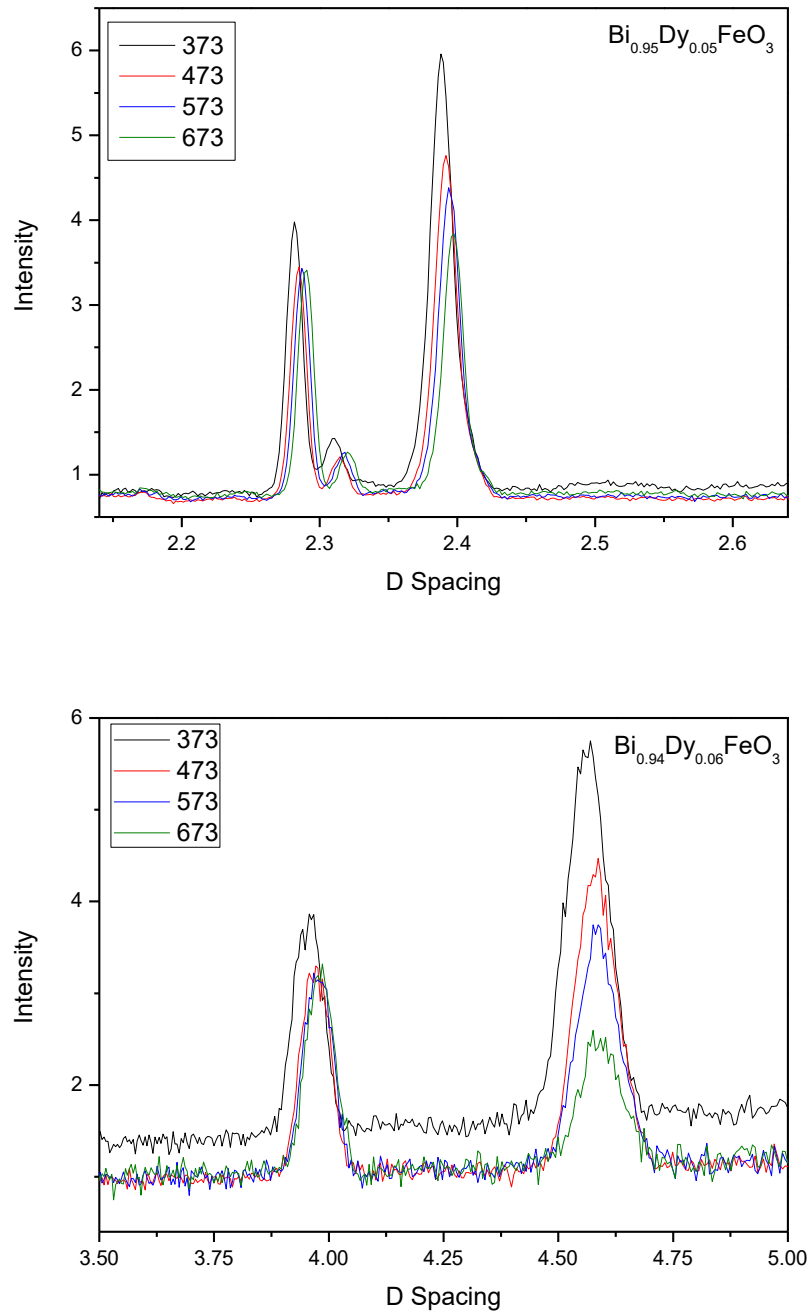 Bi0.95Dy0.05FeO3
373
473
573
673
6
5
4
3
2
1
Intensity
2.2 2.3 2.4 2.5 2.6
D Spacing
Bi0.94Dy0.06FeO3
373
473
573
673
6
4
2
Intensity
3.50 3.75 4.00 4.25 4.50 4.75 5.00
D Spacing